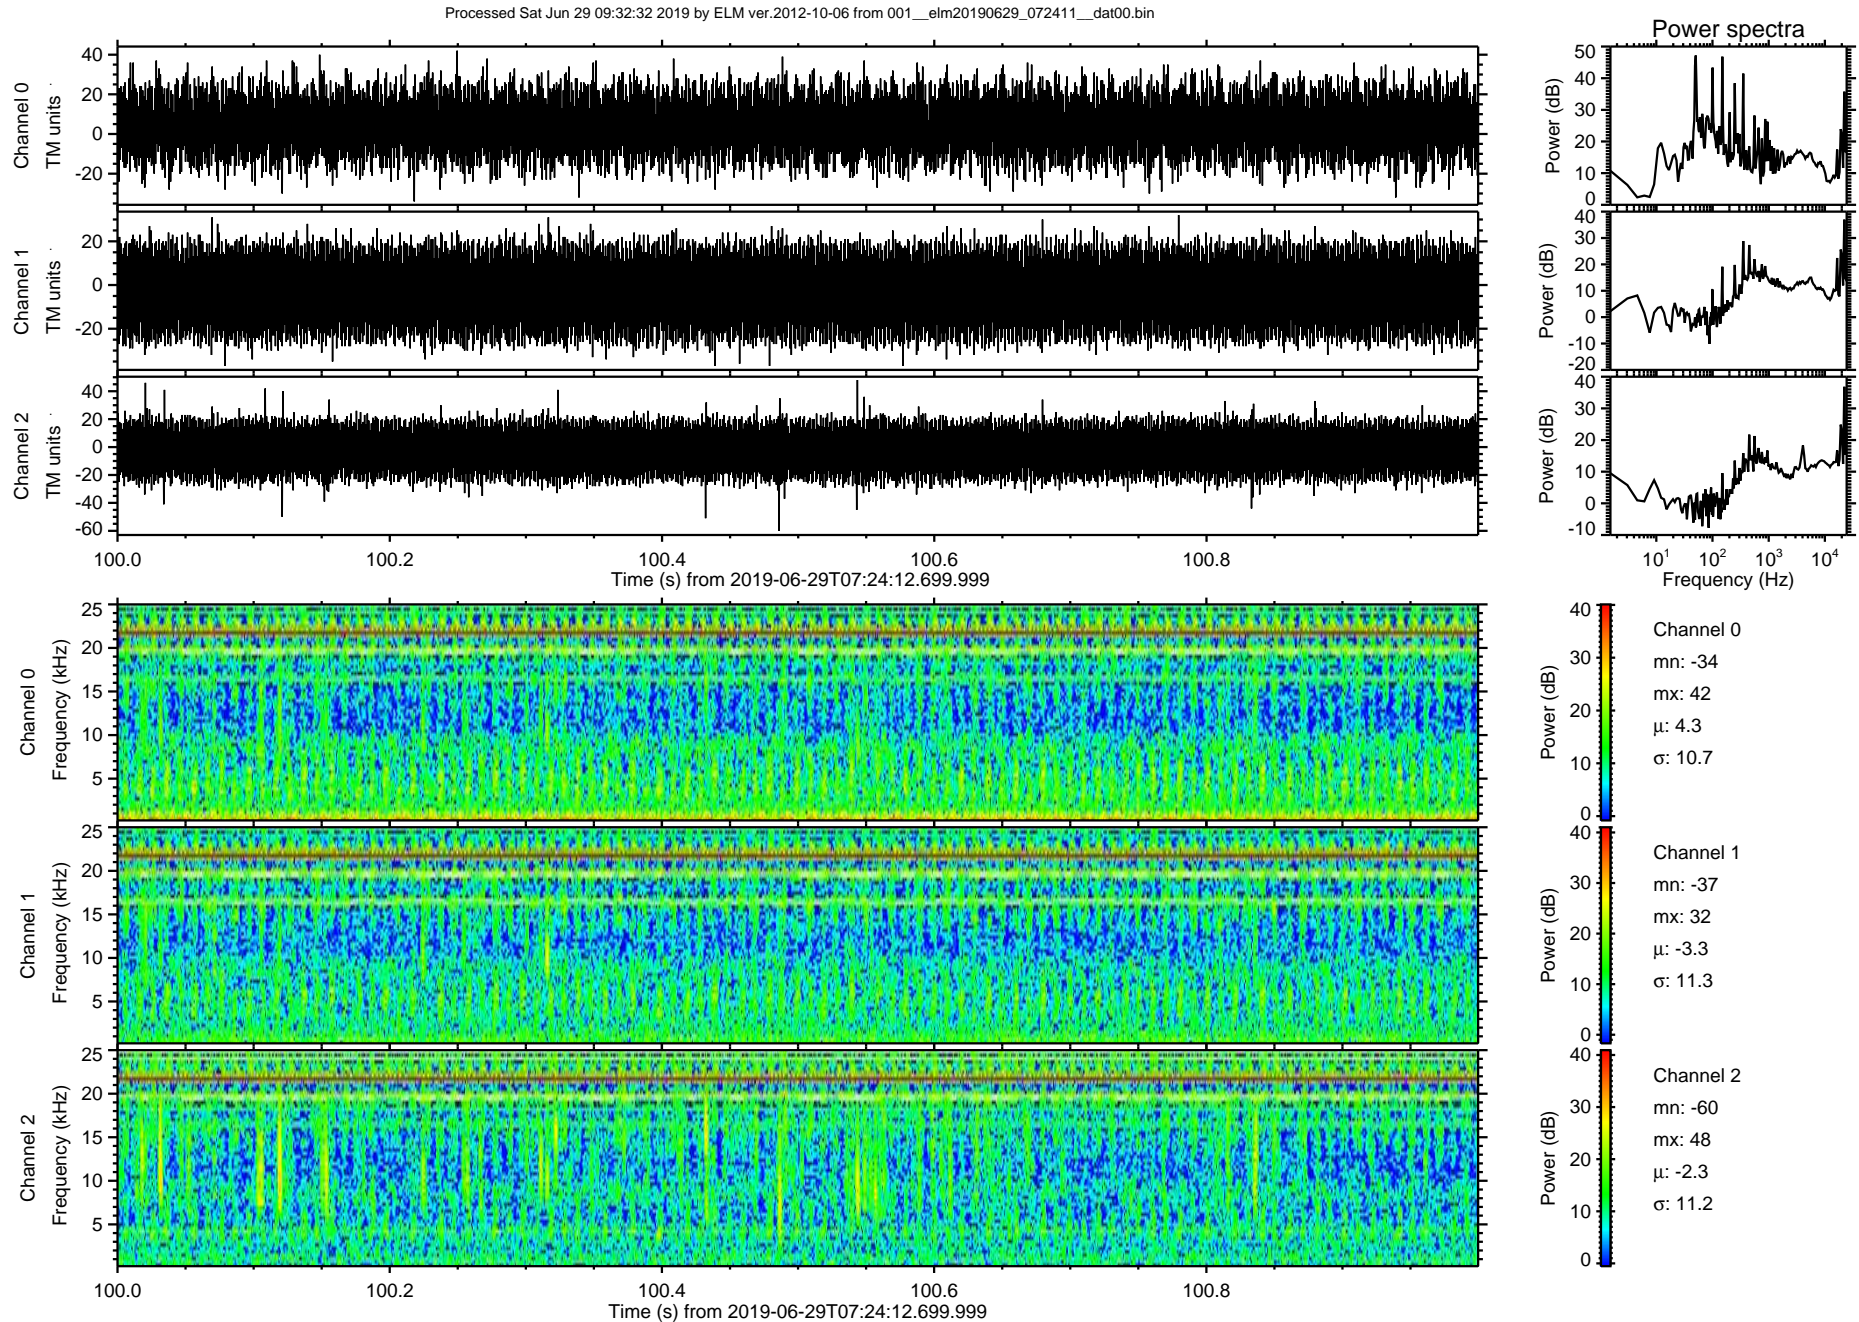 Processed Sat Jun 29 09:32:32 2019 by ELM ver.2012-10-06 from 001__elm20190629_072411__dat00.bin
Power spectra
Channel 0
TM units
40
20
0
-20
Power (dB)
50
40
30
20
10
0
Channel 1
TM units
20
0
-20
Power (dB)
40
30
20
10
0
-10
-20
Channel 2
TM units
40
20
0
-20
-40
-60
Power (dB)
40
30
20
10
0
-10
100.0 100.2 100.4 100.6 100.8
Time (s) from 2019-06-29T07:24:12.699.999
10^1 10^2 10^3 10^4
Frequency (Hz)
Channel 0
Frequency (kHz)
25
20
15
10
5
Power (dB)
40
30
20
10
0
Channel 0
mn: -34
mx: 42
μ: 4.3
σ: 10.7
Channel 1
Frequency (kHz)
25
20
15
10
5
Power (dB)
40
30
20
10
0
Channel 1
mn: -37
mx: 32
μ: -3.3
σ: 11.3
Channel 2
Frequency (kHz)
25
20
15
10
5
Power (dB)
40
30
20
10
0
Channel 2
mn: -60
mx: 48
μ: -2.3
σ: 11.2
100.0 100.2 100.4 100.6 100.8
Time (s) from 2019-06-29T07:24:12.699.999